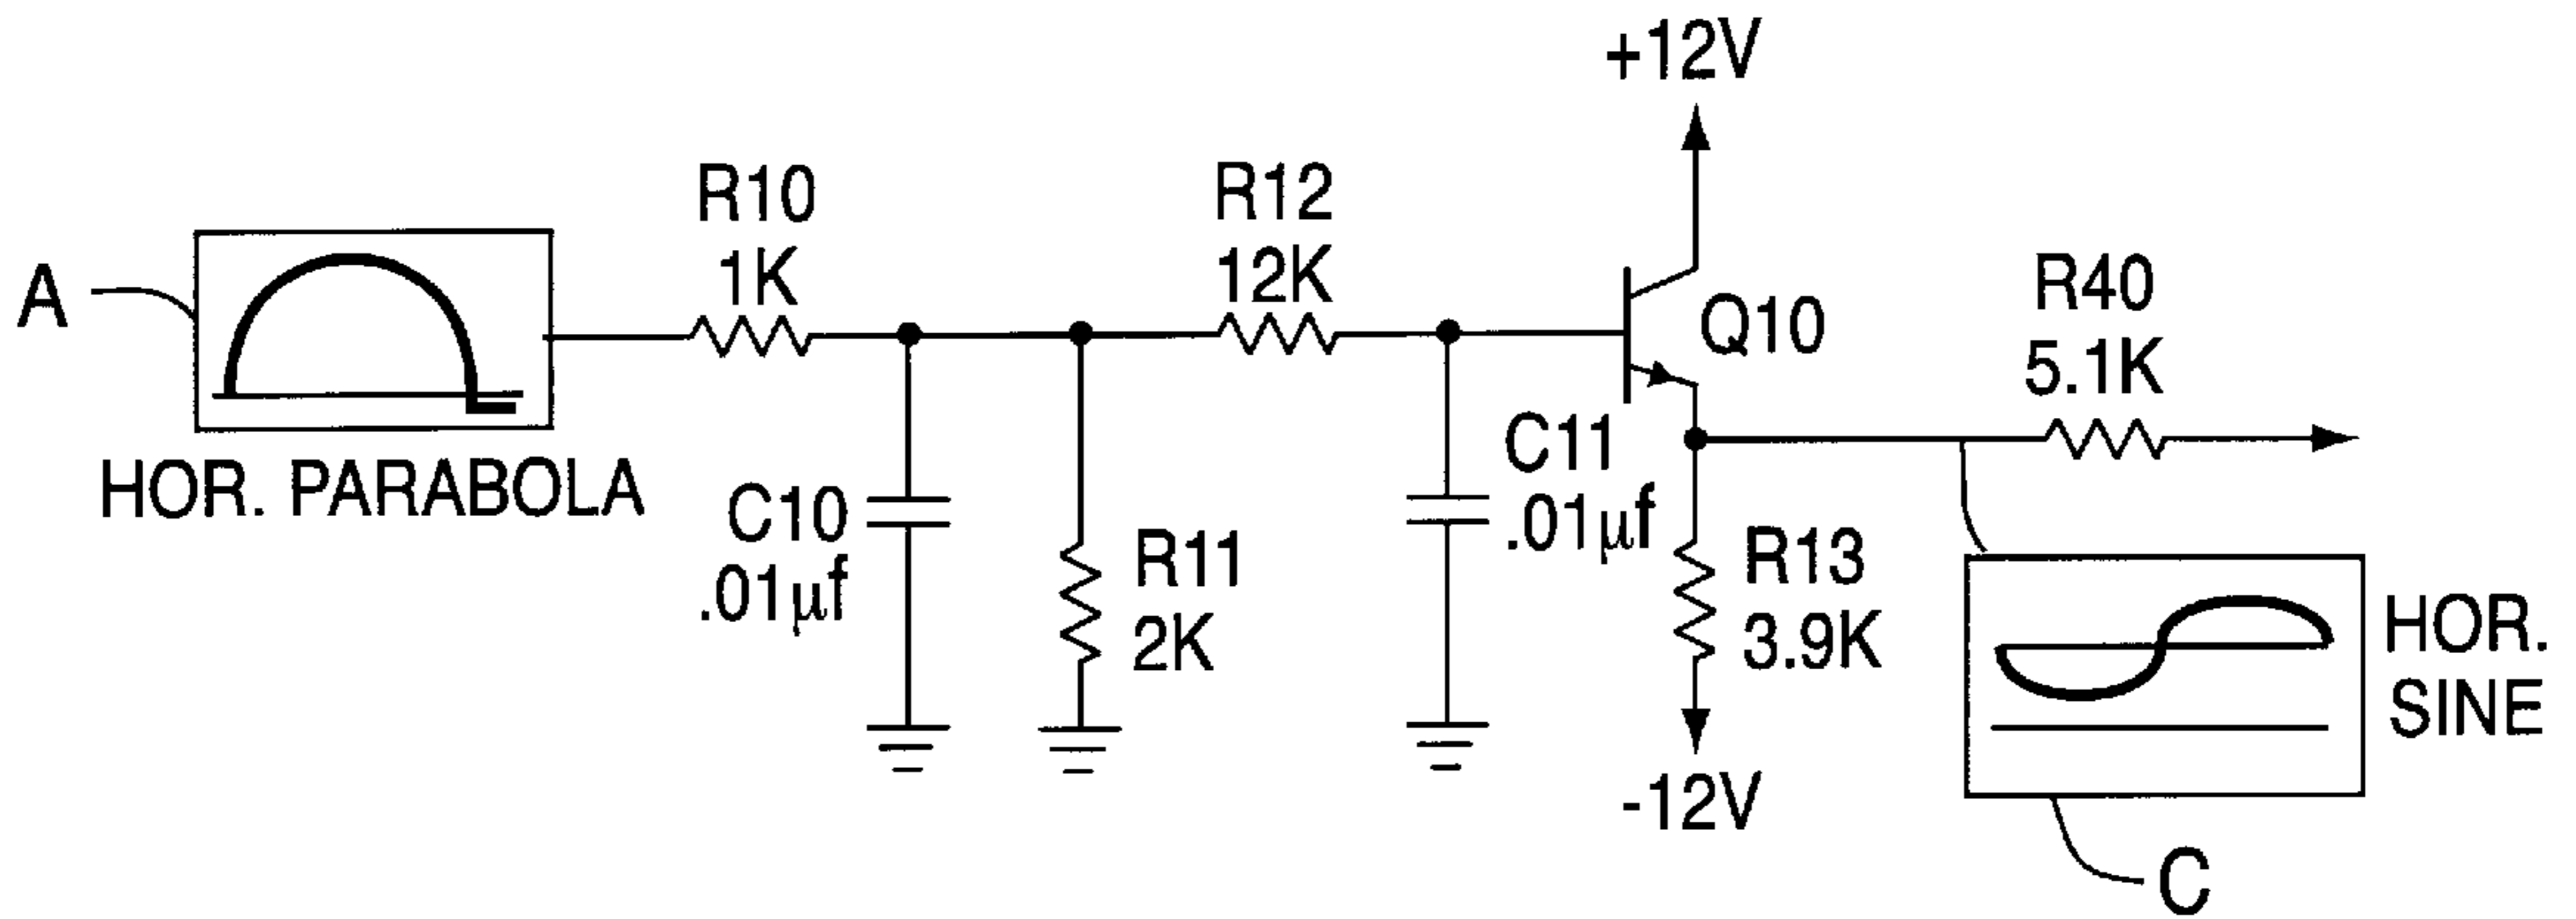 +12V
A
HOR. PARABOLA
R10
1K
C10
.01µf
R11
2K
R12
12K
C11
.01µf
Q10
R13
3.9K
-12V
R40
5.1K
HOR.
SINE
C